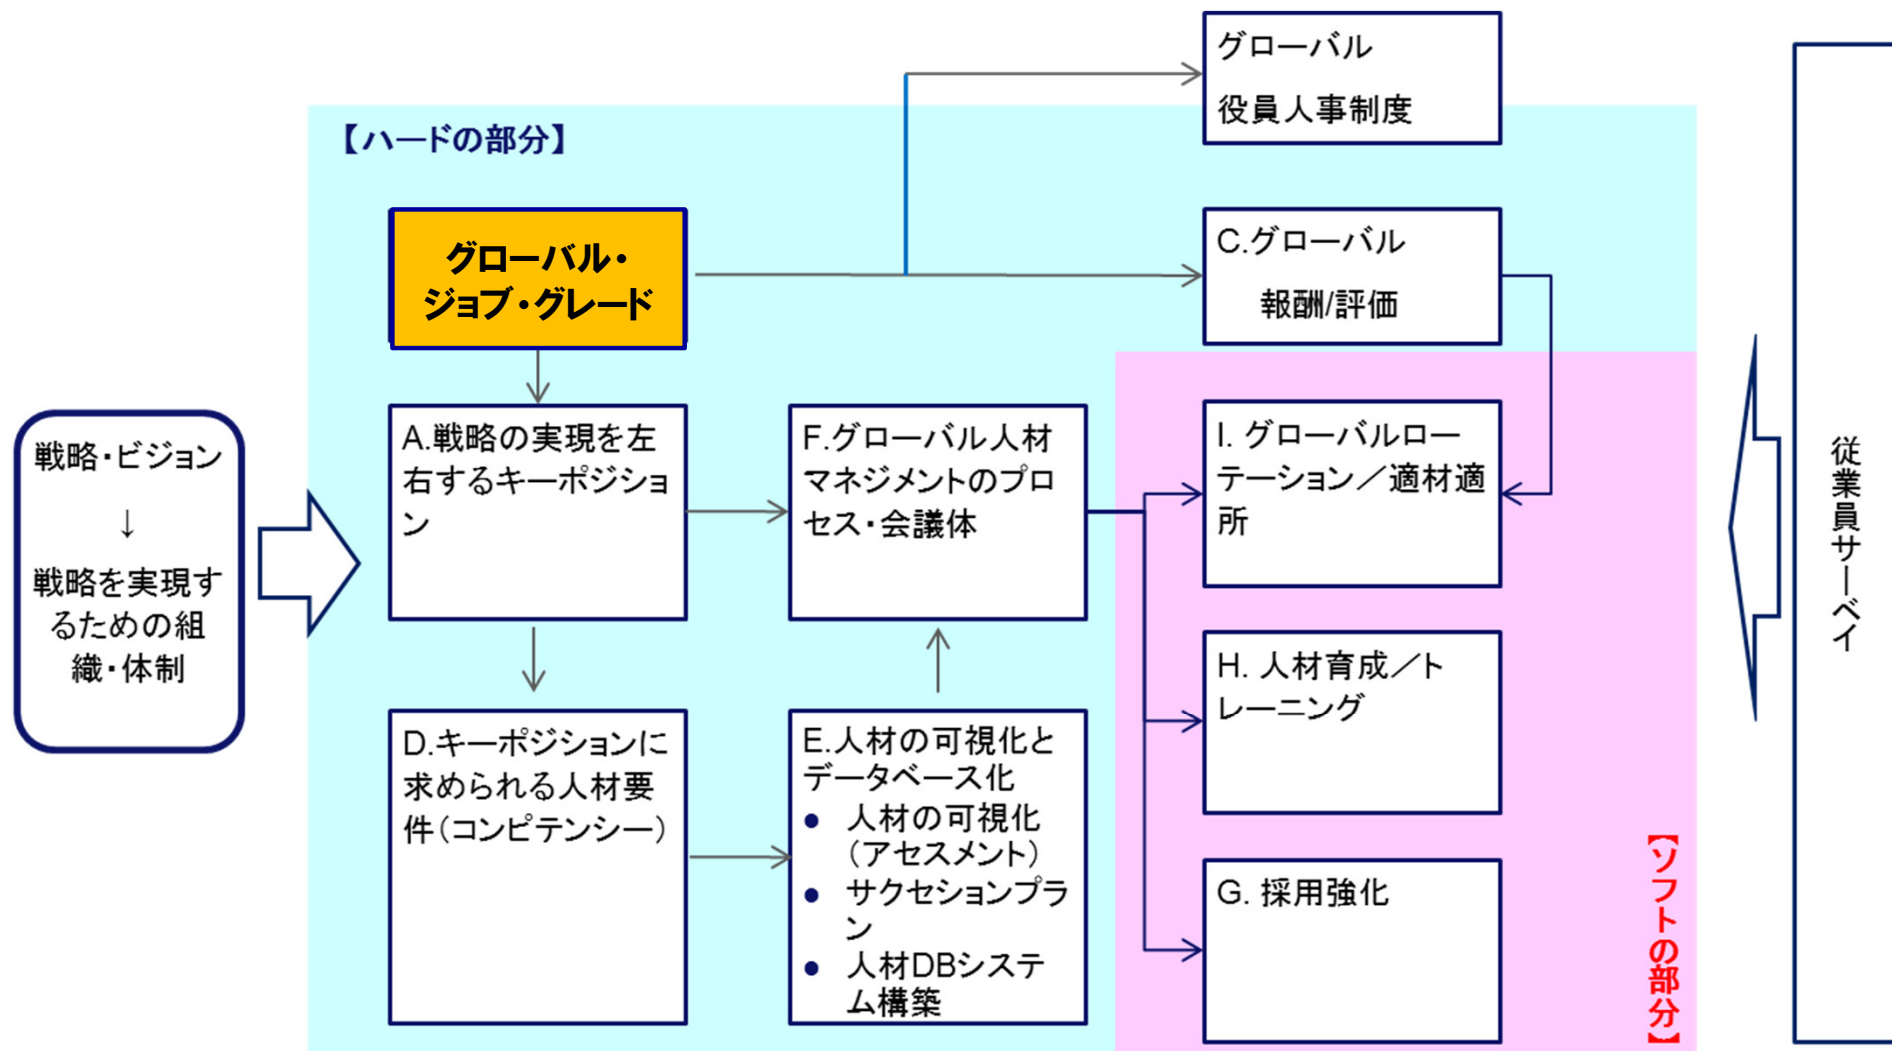 グローバル
役員人事制度
【ハードの部分】
グローバル・
ジョブ・グレード
C.グローバル
報酬/評価
戦略・ビジョン
↓
戦略を実現す
るための組
織・体制
A.戦略の実現を左
右するキーポジショ
ン
F.グローバル人材
マネジメントのプロ
セス・会議体
I. グローバルロー
テーション／適材適
所
D.キーポジションに
求められる人材要
件（コンピテンシー）
E.人材の可視化と
データベース化
● 人材の可視化
（アセスメント）
● サクセションプラ
ン
● 人材DBシステ
ム構築
H. 人材育成／ト
レーニング
G. 採用強化
【ソフトの部分】
従業員サーベイ